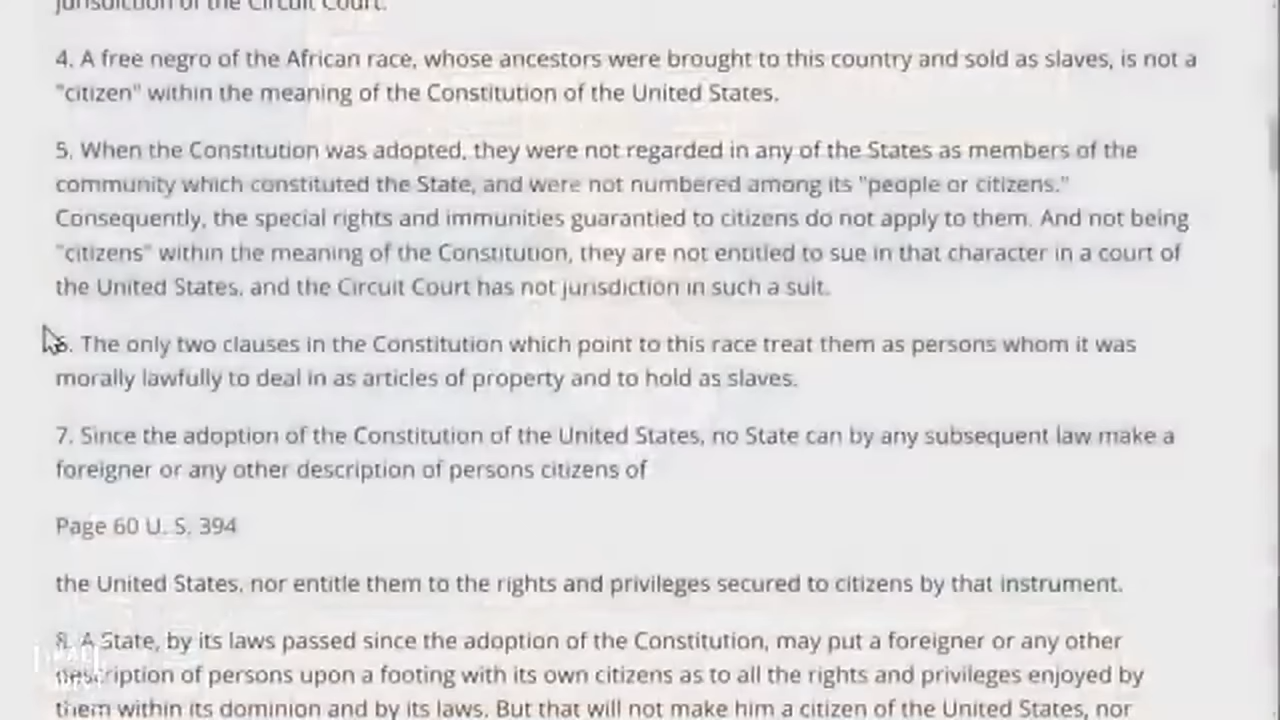 jurisdiction of the Circuit Court.
4. A free negro of the African race, whose ancestors were brought to this country and sold as slaves, is not a
"citizen" within the meaning of the Constitution of the United States.
5. When the Constitution was adopted, they were not regarded in any of the States as members of the
community which constituted the State, and were not numbered among its "people or citizens."
Consequently, the special rights and immunities guarantied to citizens do not apply to them. And not being
"citizens" within the meaning of the Constitution, they are not entitled to sue in that character in a court of
the United States, and the Circuit Court has not jurisdiction in such a suit.
6. The only two clauses in the Constitution which point to this race treat them as persons whom it was
morally lawfully to deal in as articles of property and to hold as slaves.
7. Since the adoption of the Constitution of the United States, no State can by any subsequent law make a
foreigner or any other description of persons citizens of
Page 60 U. S. 394
the United States, nor entitle them to the rights and privileges secured to citizens by that instrument.
8. A State, by its laws passed since the adoption of the Constitution, may put a foreigner or any other
description of persons upon a footing with its own citizens as to all the rights and privileges enjoyed by
them within its dominion and by its laws. But that will not make him a citizen of the United States, nor